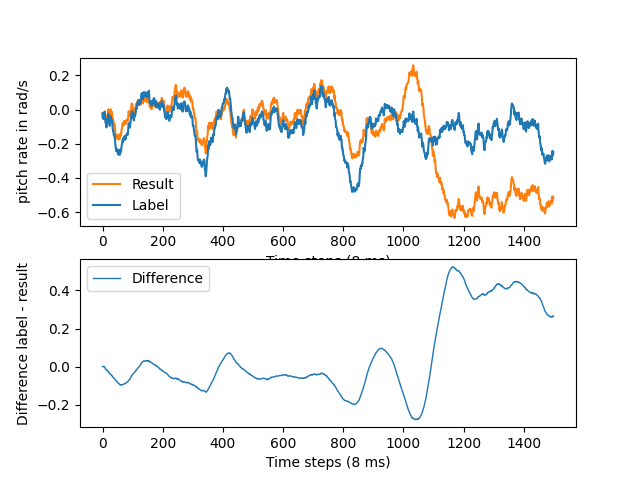 pitch rate in rad/s
0.2
0.0
−0.2
−0.4
−0.6
Result
Label
0 200 400 600 800 1000 1200 1400
Time steps (8 ms)
Difference label - result
0.4
0.2
0.0
−0.2
Difference
0 200 400 600 800 1000 1200 1400
Time steps (8 ms)